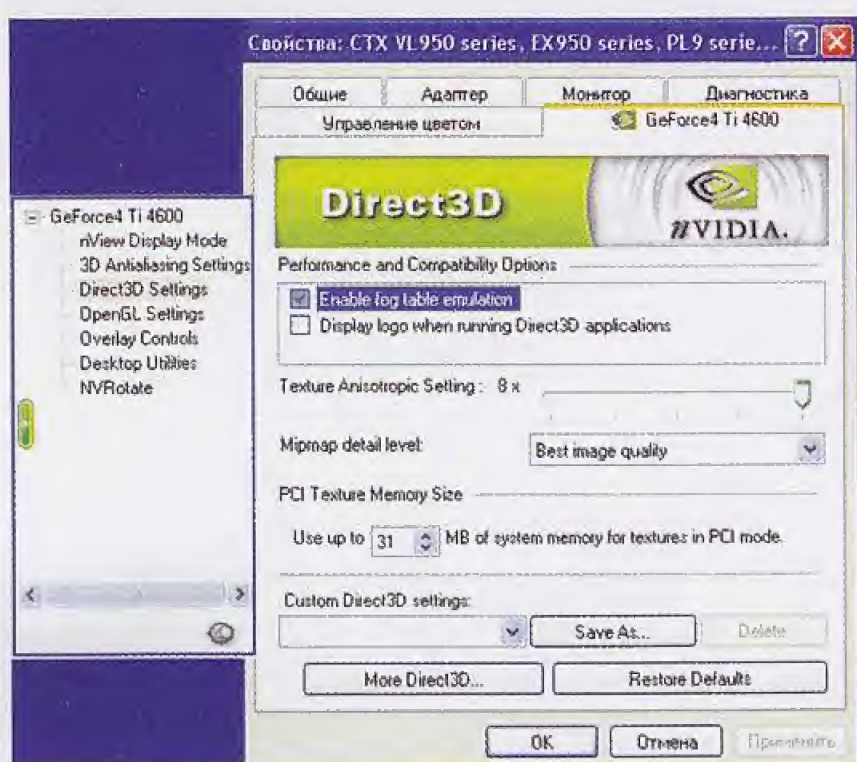 Свойства: CTX VL950 series, EX950 series, PL9 serie...
Общие Адаптер Монитор Диагностика
Управление цветом GeForce4 Ti 4600
Direct3D
nVIDIA.
GeForce4 Ti 4600
nView Display Mode
3D Antialiasing Settings
Direct3D Settings
OpenGL Settings
Overlay Controls
Desktop Utilities
NVRotate
Performance and Compatibility Options
Enable fog table emulation
Display logo when running Direct3D applications
Texture Anisotropic Setting: 8 x
Mipmap detail level: Best image quality
PCI Texture Memory Size
Use up to 31 MB of system memory for textures in PCI mode.
Custom Direct3D settings:
Save As... Delete
More Direct3D... Restore Defaults
OK Отмена Применить